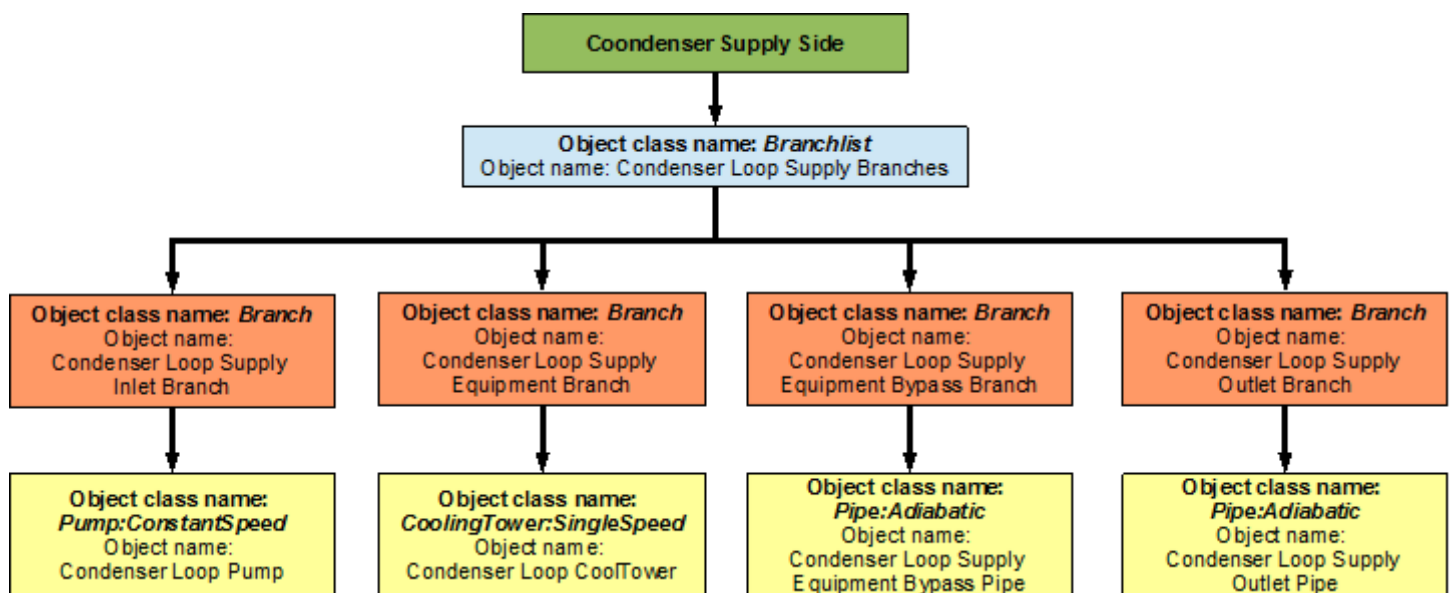 Coondenser Supply Side
Object class name: Branchlist
Object name: Condenser Loop Supply Branches
Object class name: Branch
Object name:
Condenser Loop Supply
Inlet Branch
Object class name: Branch
Object name:
Condenser Loop Supply
Equipment Branch
Object class name: Branch
Object name:
Condenser Loop Supply
Equipment Bypass Branch
Object class name: Branch
Object name:
Condenser Loop Supply
Outlet Branch
Object class name:
Pump:ConstantSpeed
Object name:
Condenser Loop Pump
Object class name:
CoolingTower:SingleSpeed
Object name:
Condenser Loop CoolTower
Object class name:
Pipe:Adiabatic
Object name:
Condenser Loop Supply
Equipment Bypass Pipe
Object class name:
Pipe:Adiabatic
Object name:
Condenser Loop Supply
Outlet Pipe